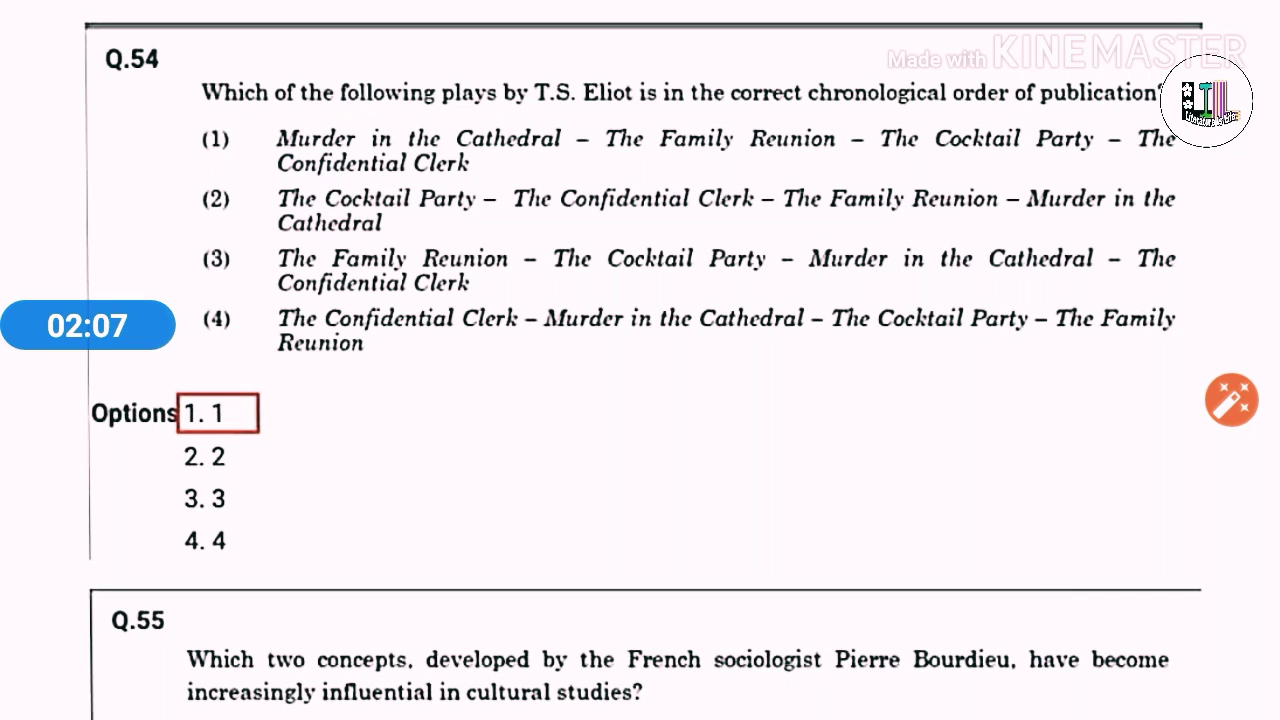 Made with KINEMASTER
Q.54
Which of the following plays by T.S. Eliot is in the correct chronological order of publication?
(1) Murder in the Cathedral – The Family Reunion – The Cocktail Party – The
Confidential Clerk
(2) The Cocktail Party – The Confidential Clerk – The Family Reunion – Murder in the
Cathedral
(3) The Family Reunion – The Cocktail Party – Murder in the Cathedral – The
Confidential Clerk
02:07
(4) The Confidential Clerk – Murder in the Cathedral – The Cocktail Party – The Family
Reunion
Options 1. 1
2. 2
3. 3
4. 4
Q.55
Which two concepts, developed by the French sociologist Pierre Bourdieu, have become
increasingly influential in cultural studies?